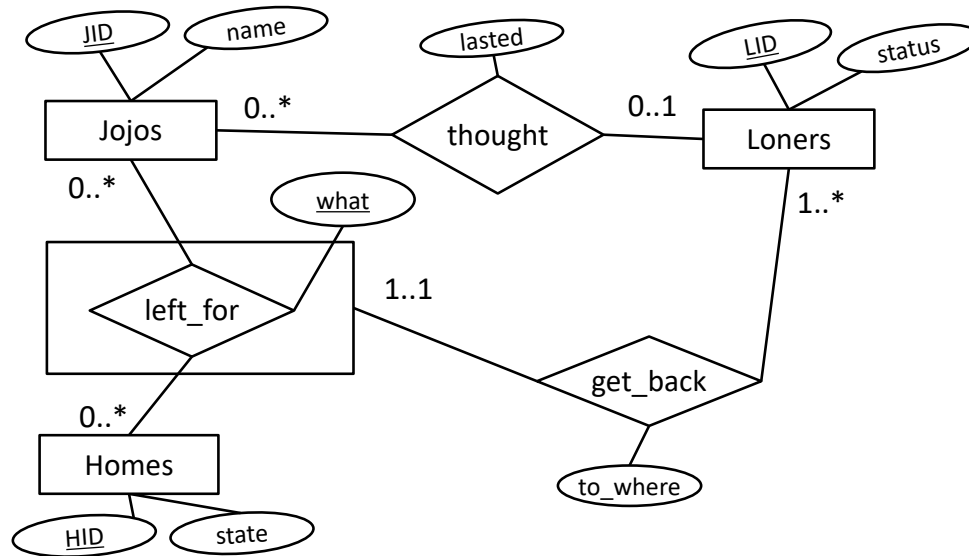 JID
name
lasted
LID
status
Jojos
0..*
thought
0..1
Loners
0..*
what
1..*
left_for
1..1
get_back
0..*
Homes
to_where
HID
state